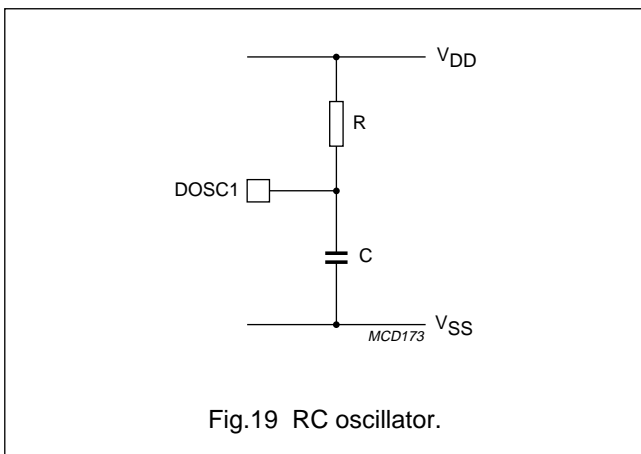 VDD
R
DOSC1
C
VSS
MCD173
Fig.19 RC oscillator.